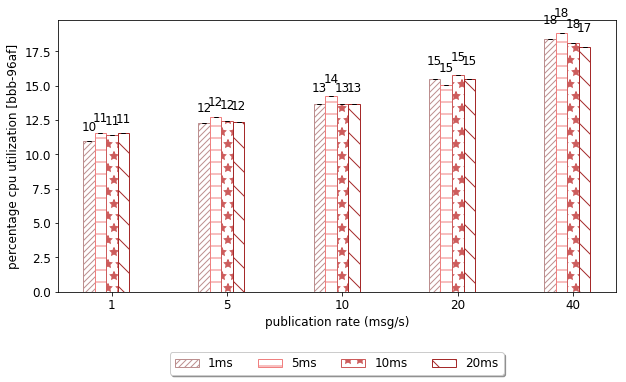 percentage cpu utilization [bbb-96af]
17.5
15.0
12.5
10.0
7.5
5.0
2.5
0.0
10 11 11 11
12 12 12 12
13 14 13 13
15 15 15 15
18 18 18 17
1 5 10 20 40
publication rate (msg/s)
1ms 5ms 10ms 20ms